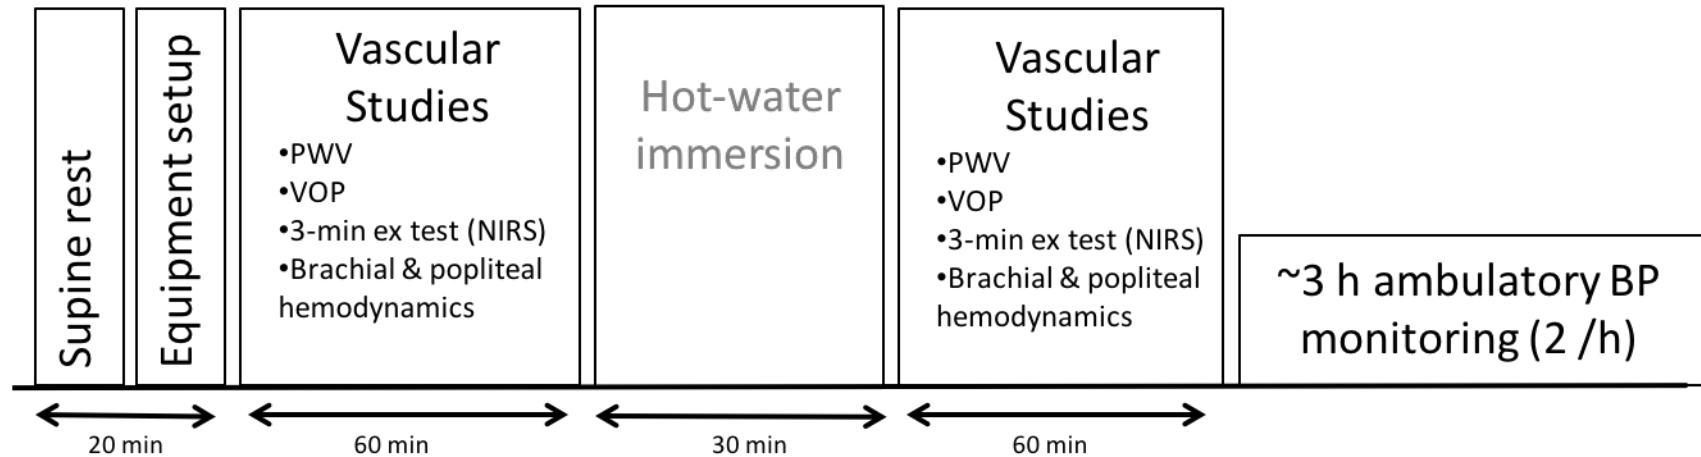 Supine rest
Equipment setup
Vascular
Studies
•PWV
•VOP
•3-min ex test (NIRS)
•Brachial & popliteal
hemodynamics
Hot-water
immersion
Vascular
Studies
•PWV
•VOP
•3-min ex test (NIRS)
•Brachial & popliteal
hemodynamics
~3 h ambulatory BP
monitoring (2 /h)
20 min
60 min
30 min
60 min